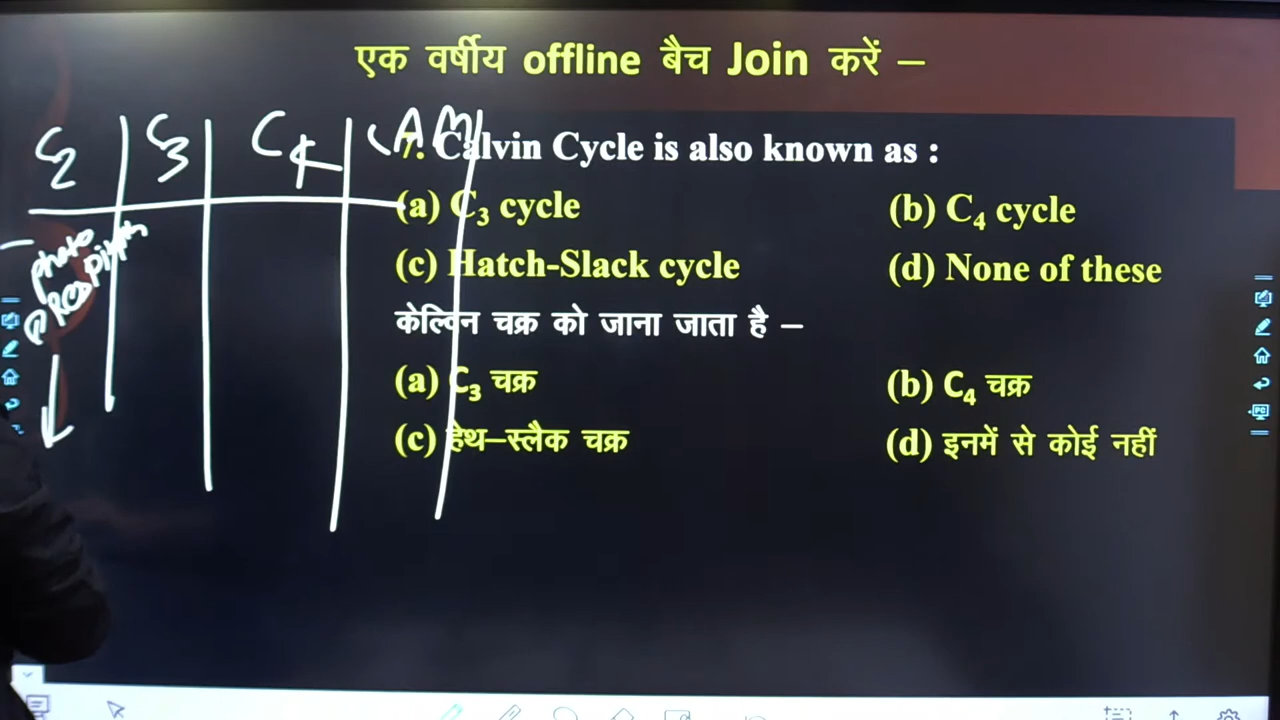 एक वर्षीय offline बैच Join करें –
C2 C3 C4 CAM
7. Calvin Cycle is also known as :
(a) C₃ cycle (b) C₄ cycle
(c) Hatch-Slack cycle (d) None of these
केल्विन चक्र को जाना जाता है –
(a) C₃ चक्र (b) C₄ चक्र
(c) हेथ–स्लैक चक्र (d) इनमें से कोई नहीं
photo